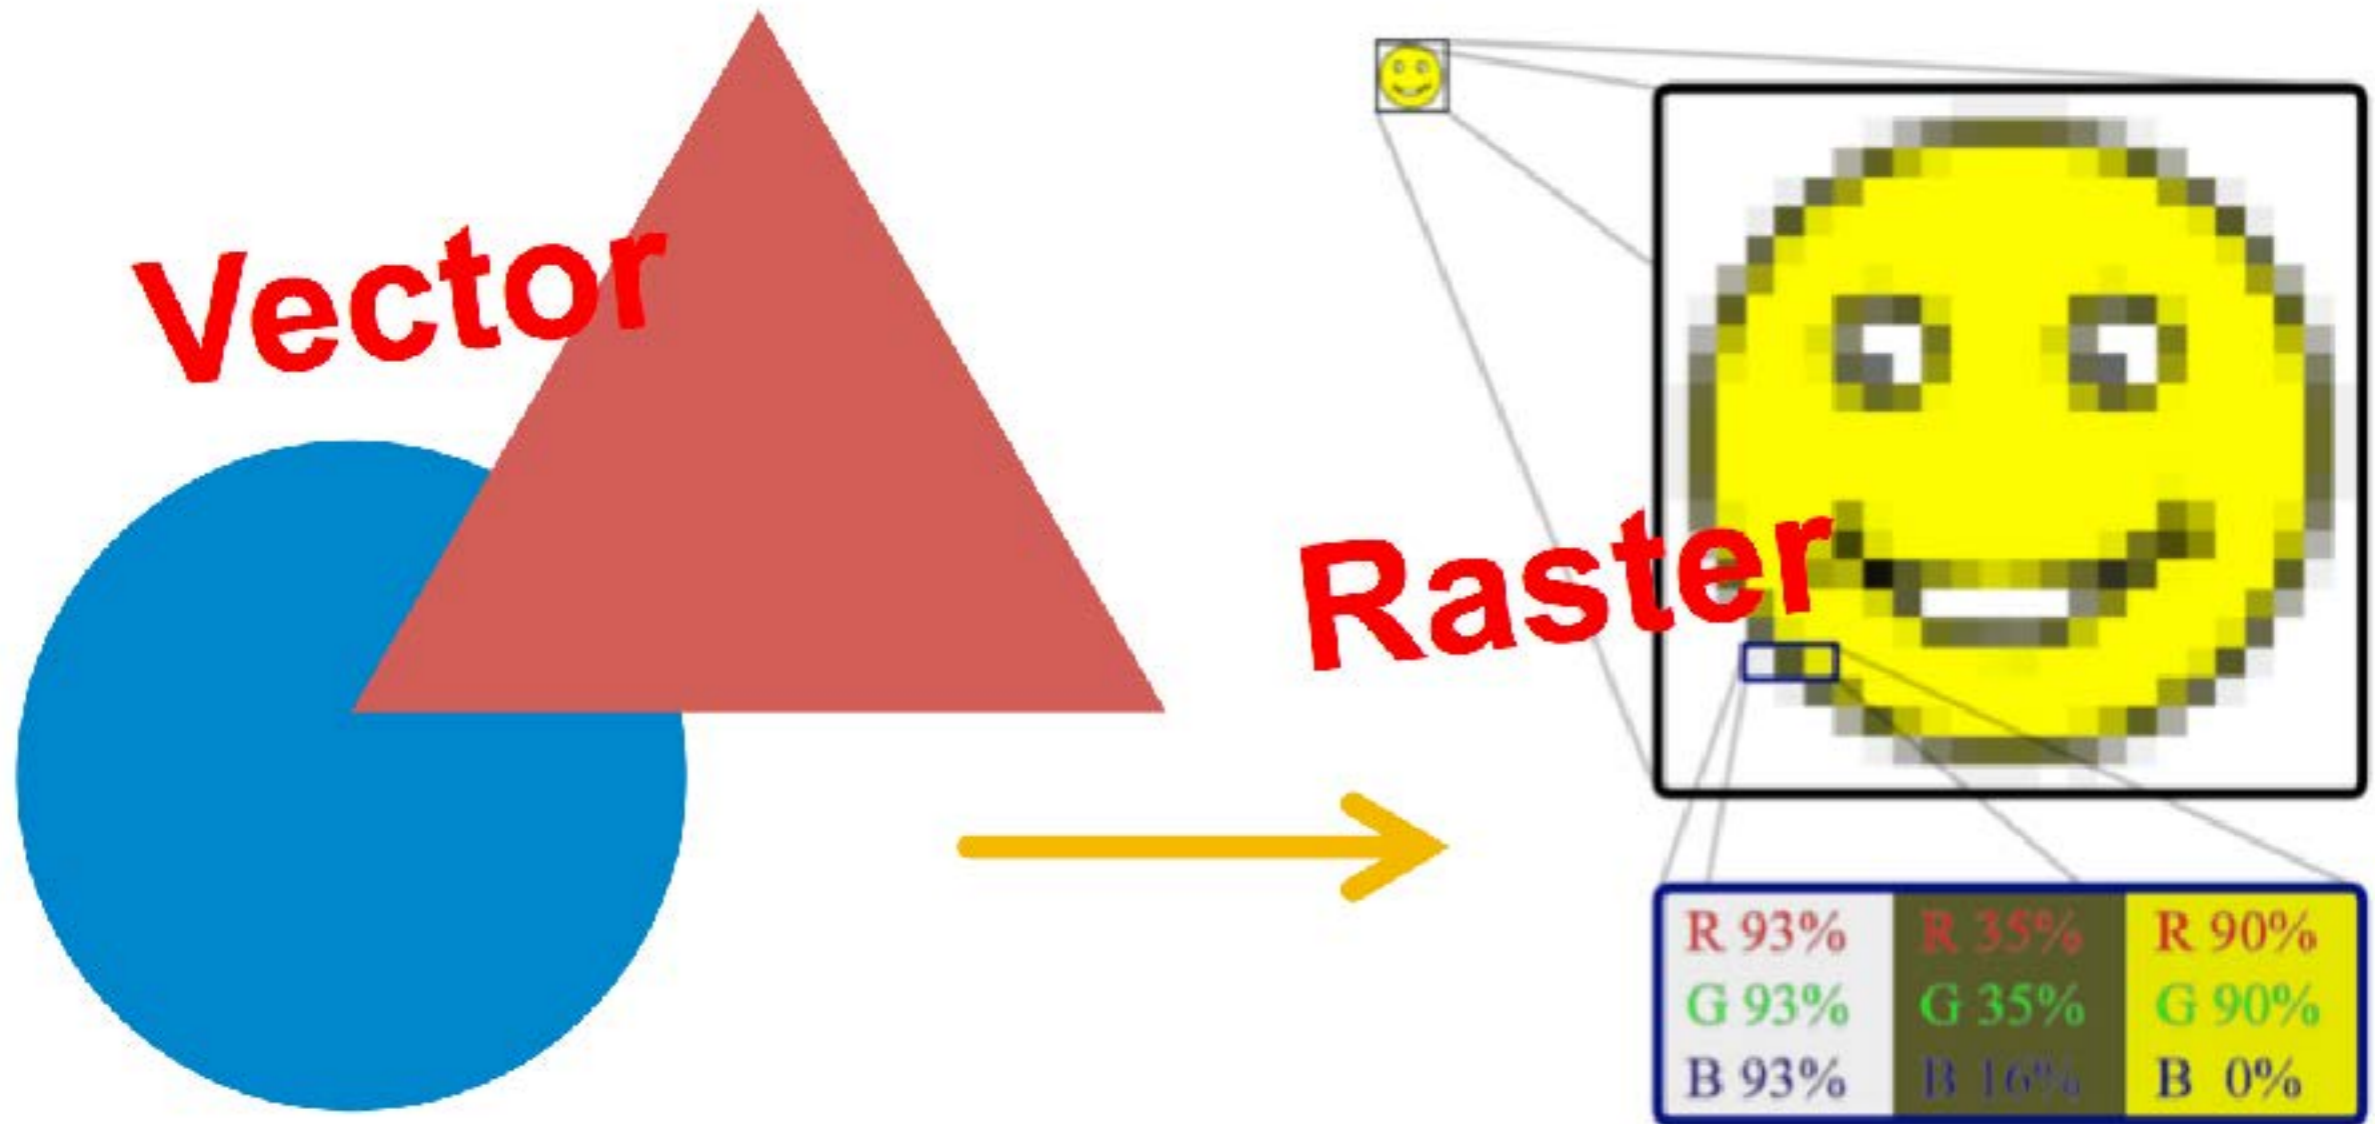 Vector
Raster
R 93% R 35% R 90%
G 93% G 35% G 90%
B 93% B 16% B 0%